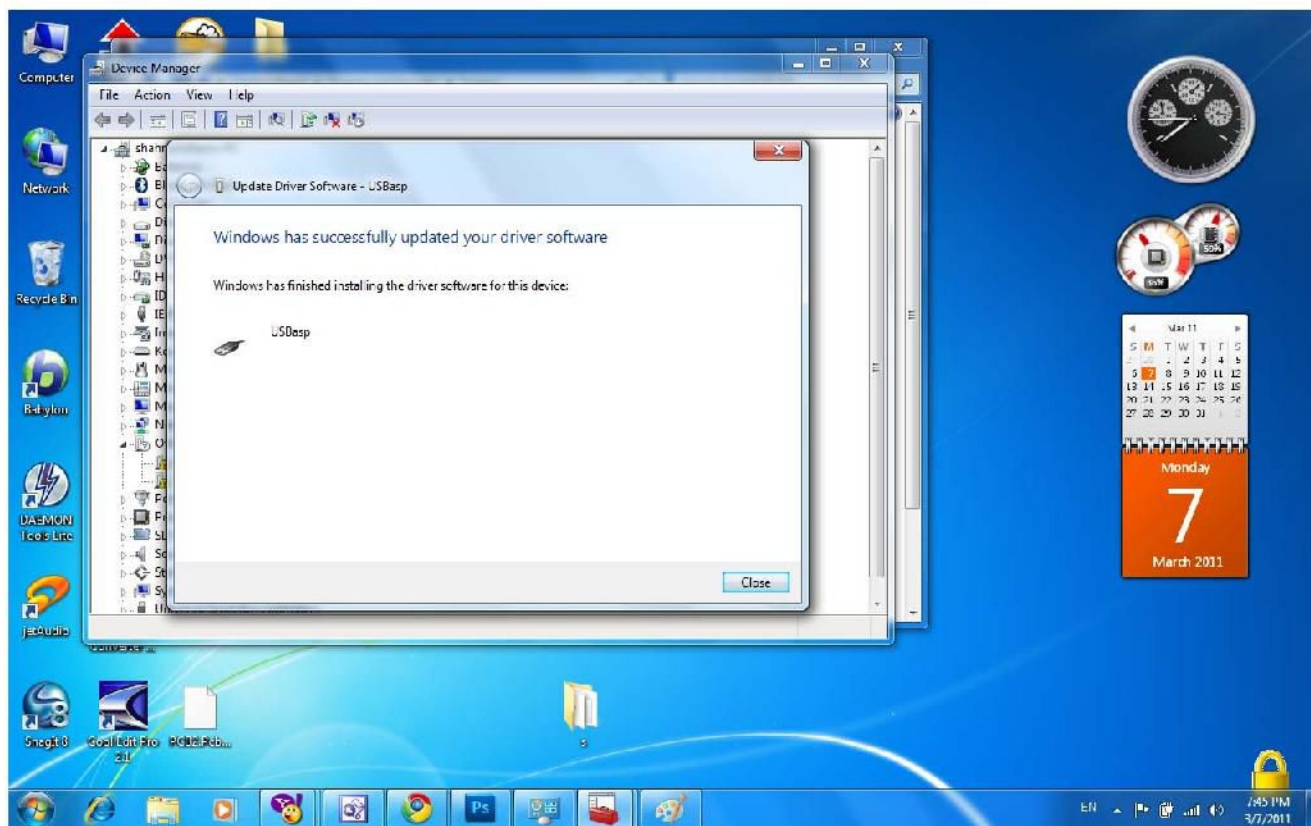 Computer
Network
Recycle Bin
Babylon
DAEMON
Tools Lite
jetAudio
SnagIt 8
Goal Edit Pro
PCB2.Pcb...
s
Device Manager
File Action View Help
Update Driver Software - USBasp
Windows has successfully updated your driver software
Windows has finished installing the driver software for this device:
USBasp
Close
Mar 11
S M T W T F S
1 2 3 4 5
6 7 8 9 10 11 12
13 14 15 16 17 18 19
20 21 22 23 24 25 26
27 28 29 30 31 1 2
Monday
7
March 2011
Ps
EN
7:45 PM
3/7/2011